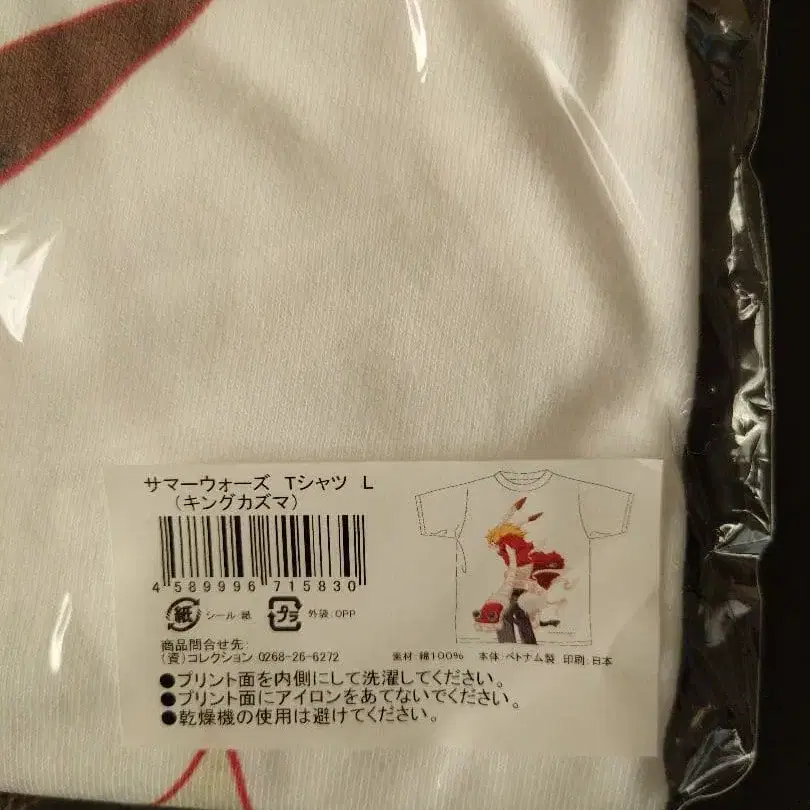 サマーウォーズ Tシャツ L
(キングカズマ)
4 589996 715830
紙 シール:紙 プラ 外袋:OPP
商品問合せ先:
(資)コレクション 0268-26-6272 素材:綿100% 本体:ベトナム製 印刷:日本
●プリント面を内側にして洗濯してください。
●プリント面にアイロンをあてないでください。
●乾燥機の使用は避けてください。